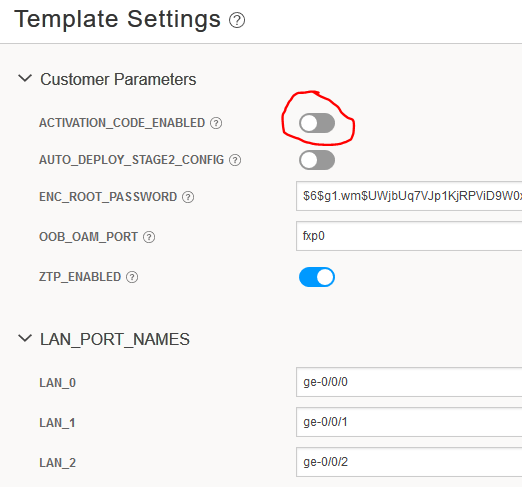 Template Settings ?
Customer Parameters
ACTIVATION_CODE_ENABLED ?
AUTO_DEPLOY_STAGE2_CONFIG ?
ENC_ROOT_PASSWORD ? $6$g1.wm$UWjbUq7VJp1KjRPViD9W0x
OOB_OAM_PORT ? fxp0
ZTP_ENABLED ?
LAN_PORT_NAMES
LAN_0 ge-0/0/0
LAN_1 ge-0/0/1
LAN_2 ge-0/0/2